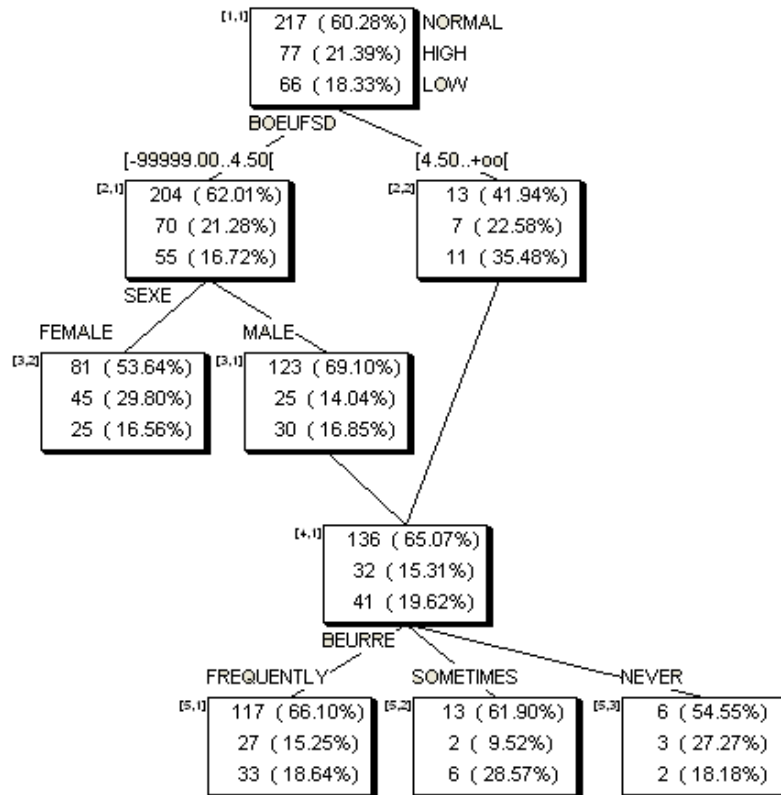 [1,1] 217 ( 60.28%) NORMAL
77 ( 21.39%) HIGH
66 ( 18.33%) LOW
BOEUFSD
[-99999.00..4.50[ [4.50..+oo[
[2,1] 204 ( 62.01%) [2,2] 13 ( 41.94%)
70 ( 21.28%) 7 ( 22.58%)
55 ( 16.72%) 11 ( 35.48%)
SEXE
FEMALE MALE
[3,2] 81 ( 53.64%) [3,1] 123 ( 69.10%)
45 ( 29.80%) 25 ( 14.04%)
25 ( 16.56%) 30 ( 16.85%)
[4,1] 136 ( 65.07%)
32 ( 15.31%)
41 ( 19.62%)
BEURRE
FREQUENTLY SOMETIMES NEVER
[5,1] 117 ( 66.10%) [5,2] 13 ( 61.90%) [5,3] 6 ( 54.55%)
27 ( 15.25%) 2 ( 9.52%) 3 ( 27.27%)
33 ( 18.64%) 6 ( 28.57%) 2 ( 18.18%)